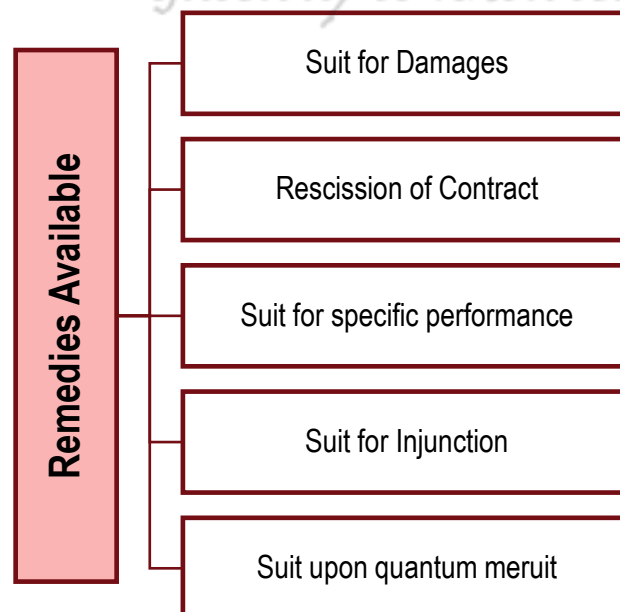 Remedies Available
Suit for Damages
Rescission of Contract
Suit for specific performance
Suit for Injunction
Suit upon quantum meruit